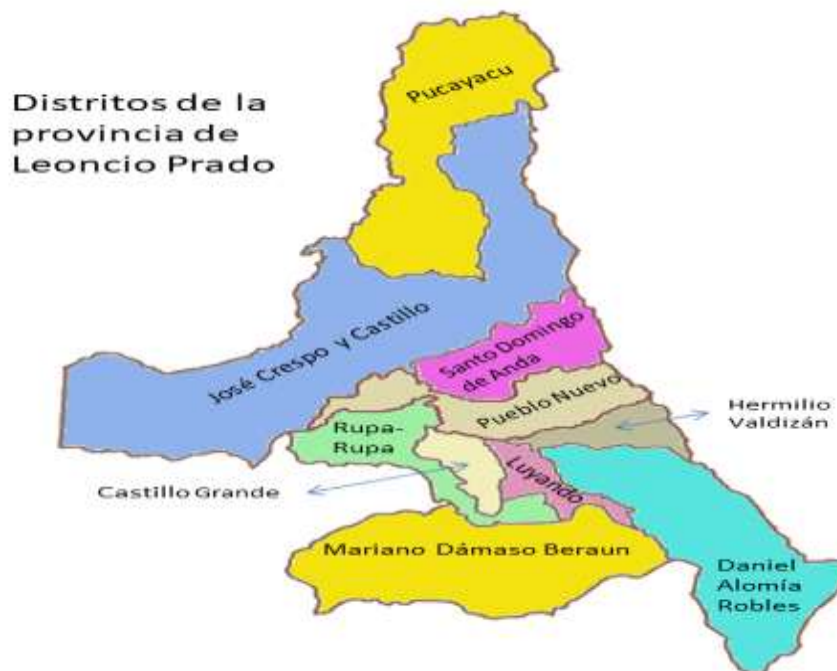 Distritos de la
provincia de
Leoncio Prado
Pucayacu
José Crespo y Castillo
Santo Domingo
de Anda
Pueblo Nuevo
Hermilio
Valdizán
Rupa-
Rupa
Luyando
Castillo Grande
Mariano Dámaso Beraun
Daniel
Alomía
Robles